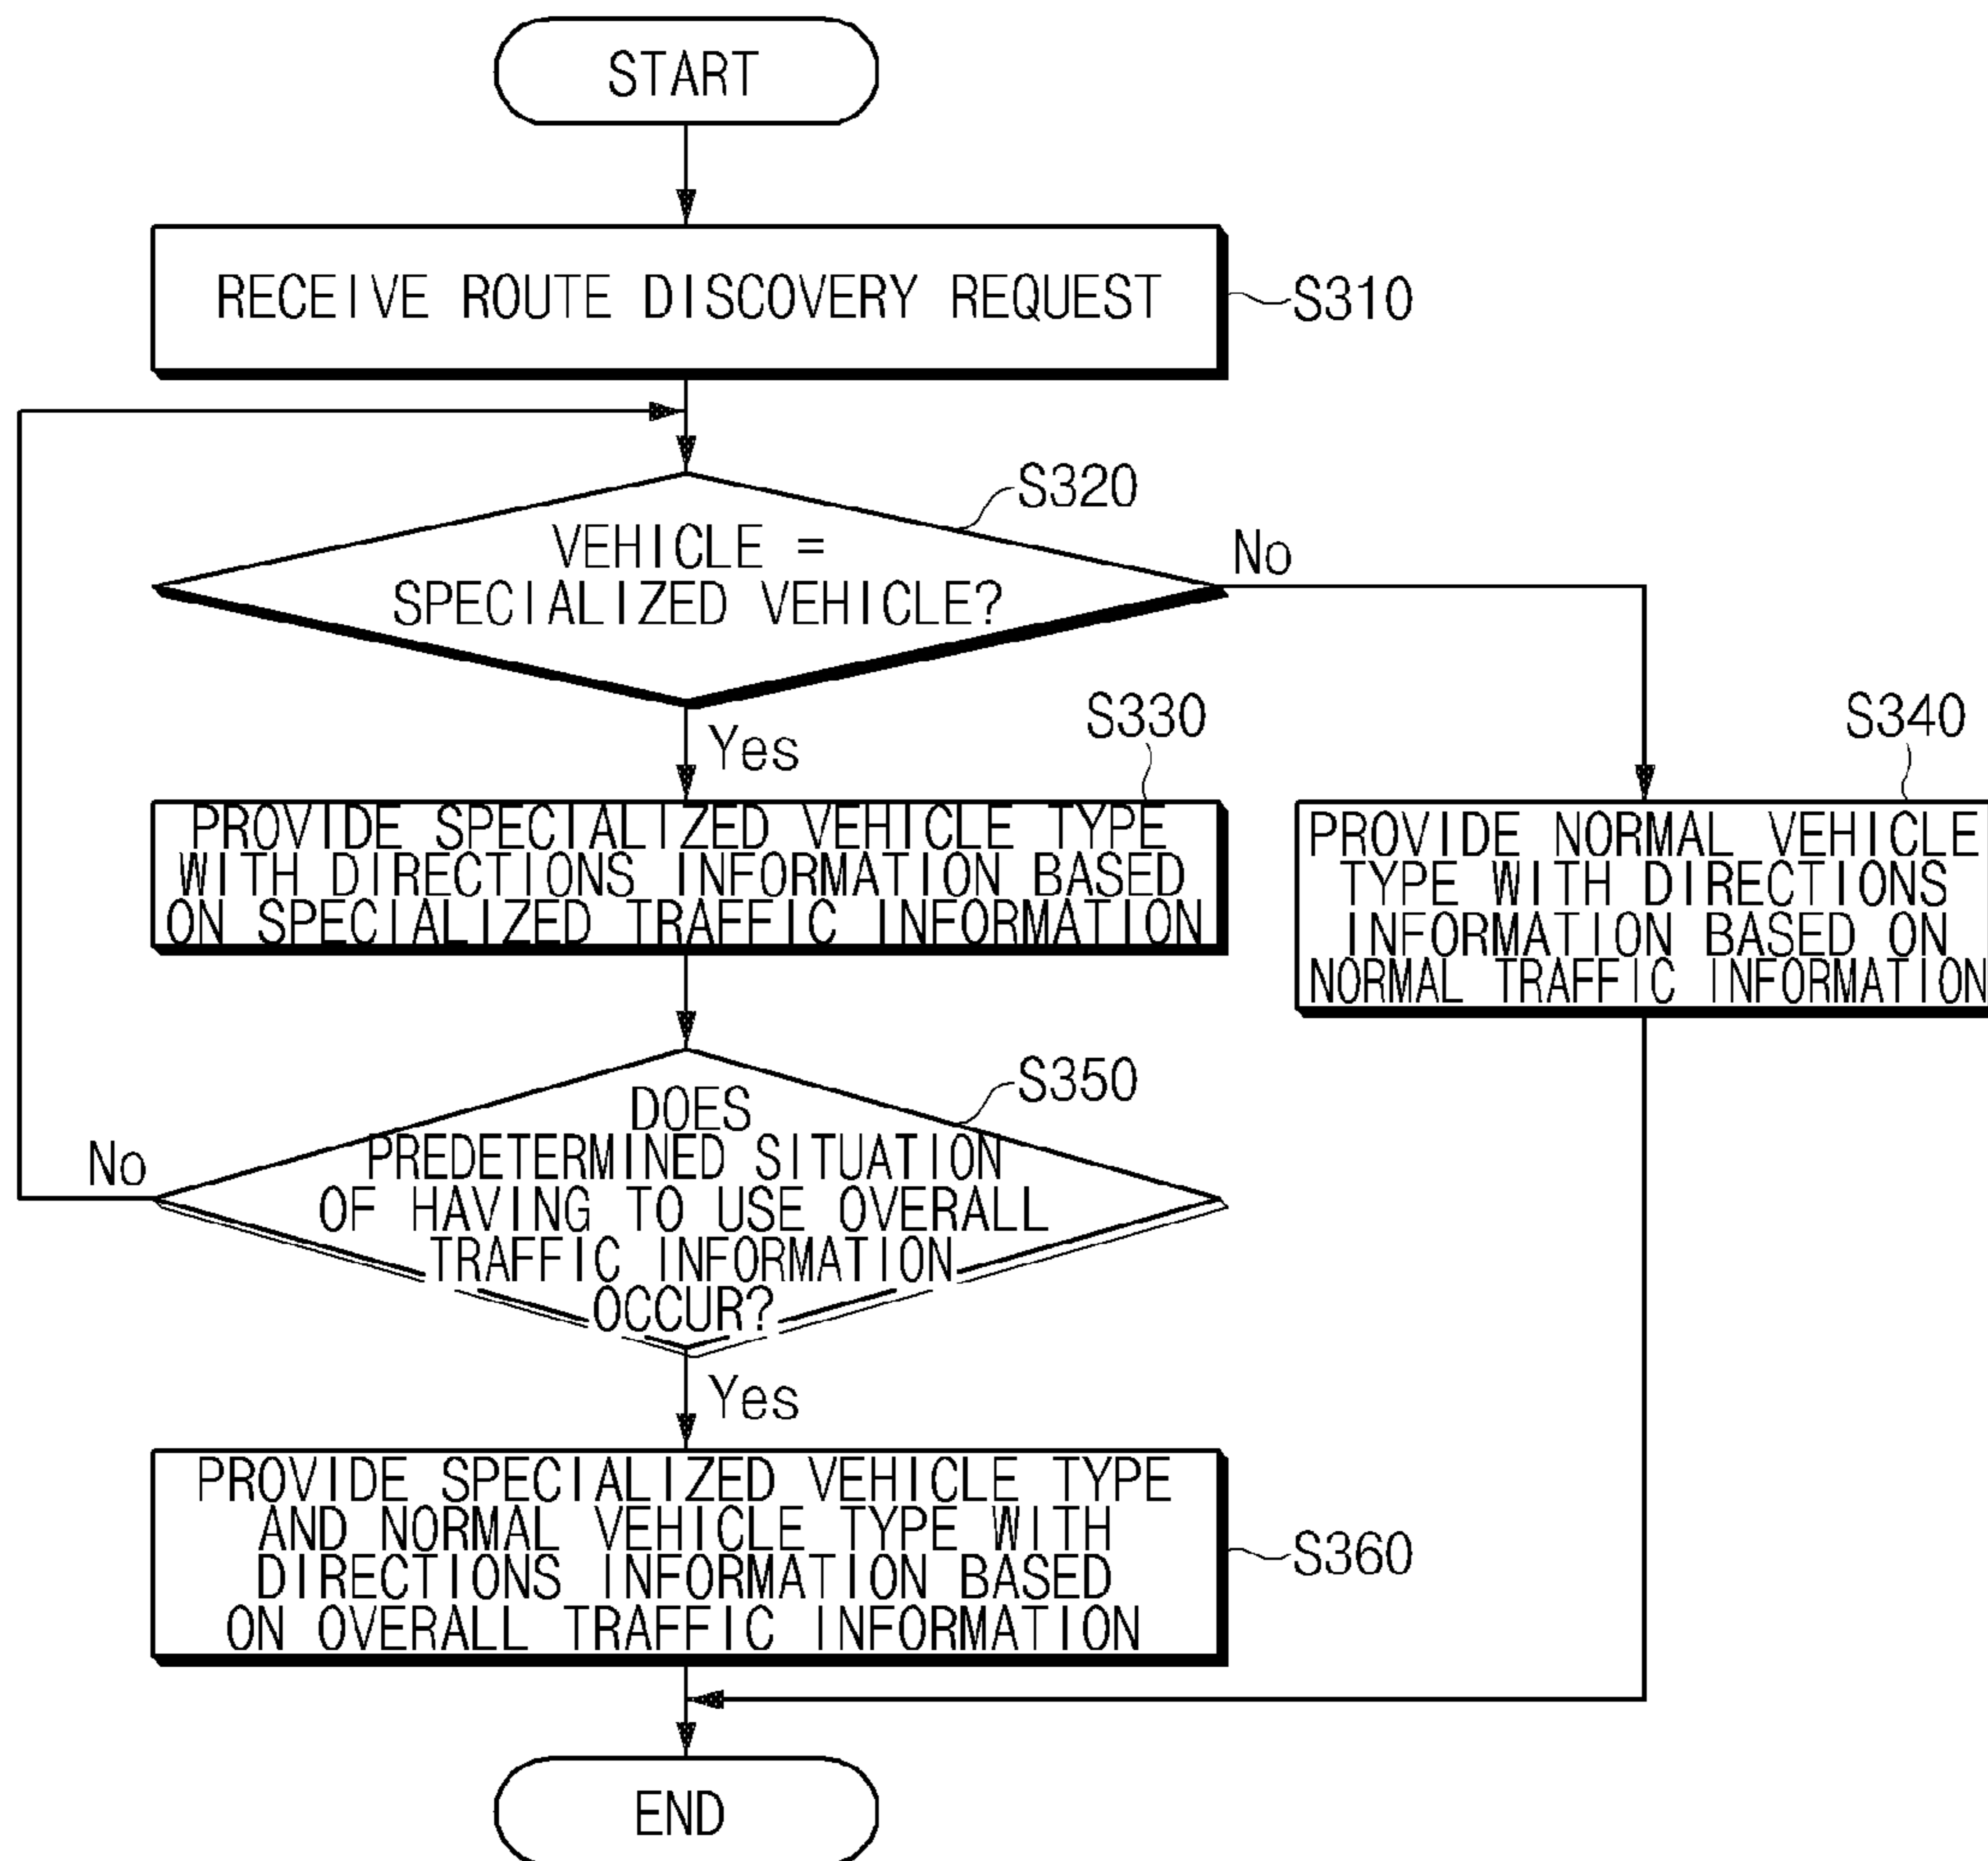 START
RECEIVE ROUTE DISCOVERY REQUEST
S310
S320
VEHICLE =
SPECIALIZED VEHICLE?
No
Yes
S330
S340
PROVIDE SPECIALIZED VEHICLE TYPE
WITH DIRECTIONS INFORMATION BASED
ON SPECIALIZED TRAFFIC INFORMATION
PROVIDE NORMAL VEHICLE
TYPE WITH DIRECTIONS
INFORMATION BASED ON
NORMAL TRAFFIC INFORMATION
S350
DOES
PREDETERMINED SITUATION
OF HAVING TO USE OVERALL
TRAFFIC INFORMATION
OCCUR?
No
Yes
PROVIDE SPECIALIZED VEHICLE TYPE
AND NORMAL VEHICLE TYPE WITH
DIRECTIONS INFORMATION BASED
ON OVERALL TRAFFIC INFORMATION
S360
END